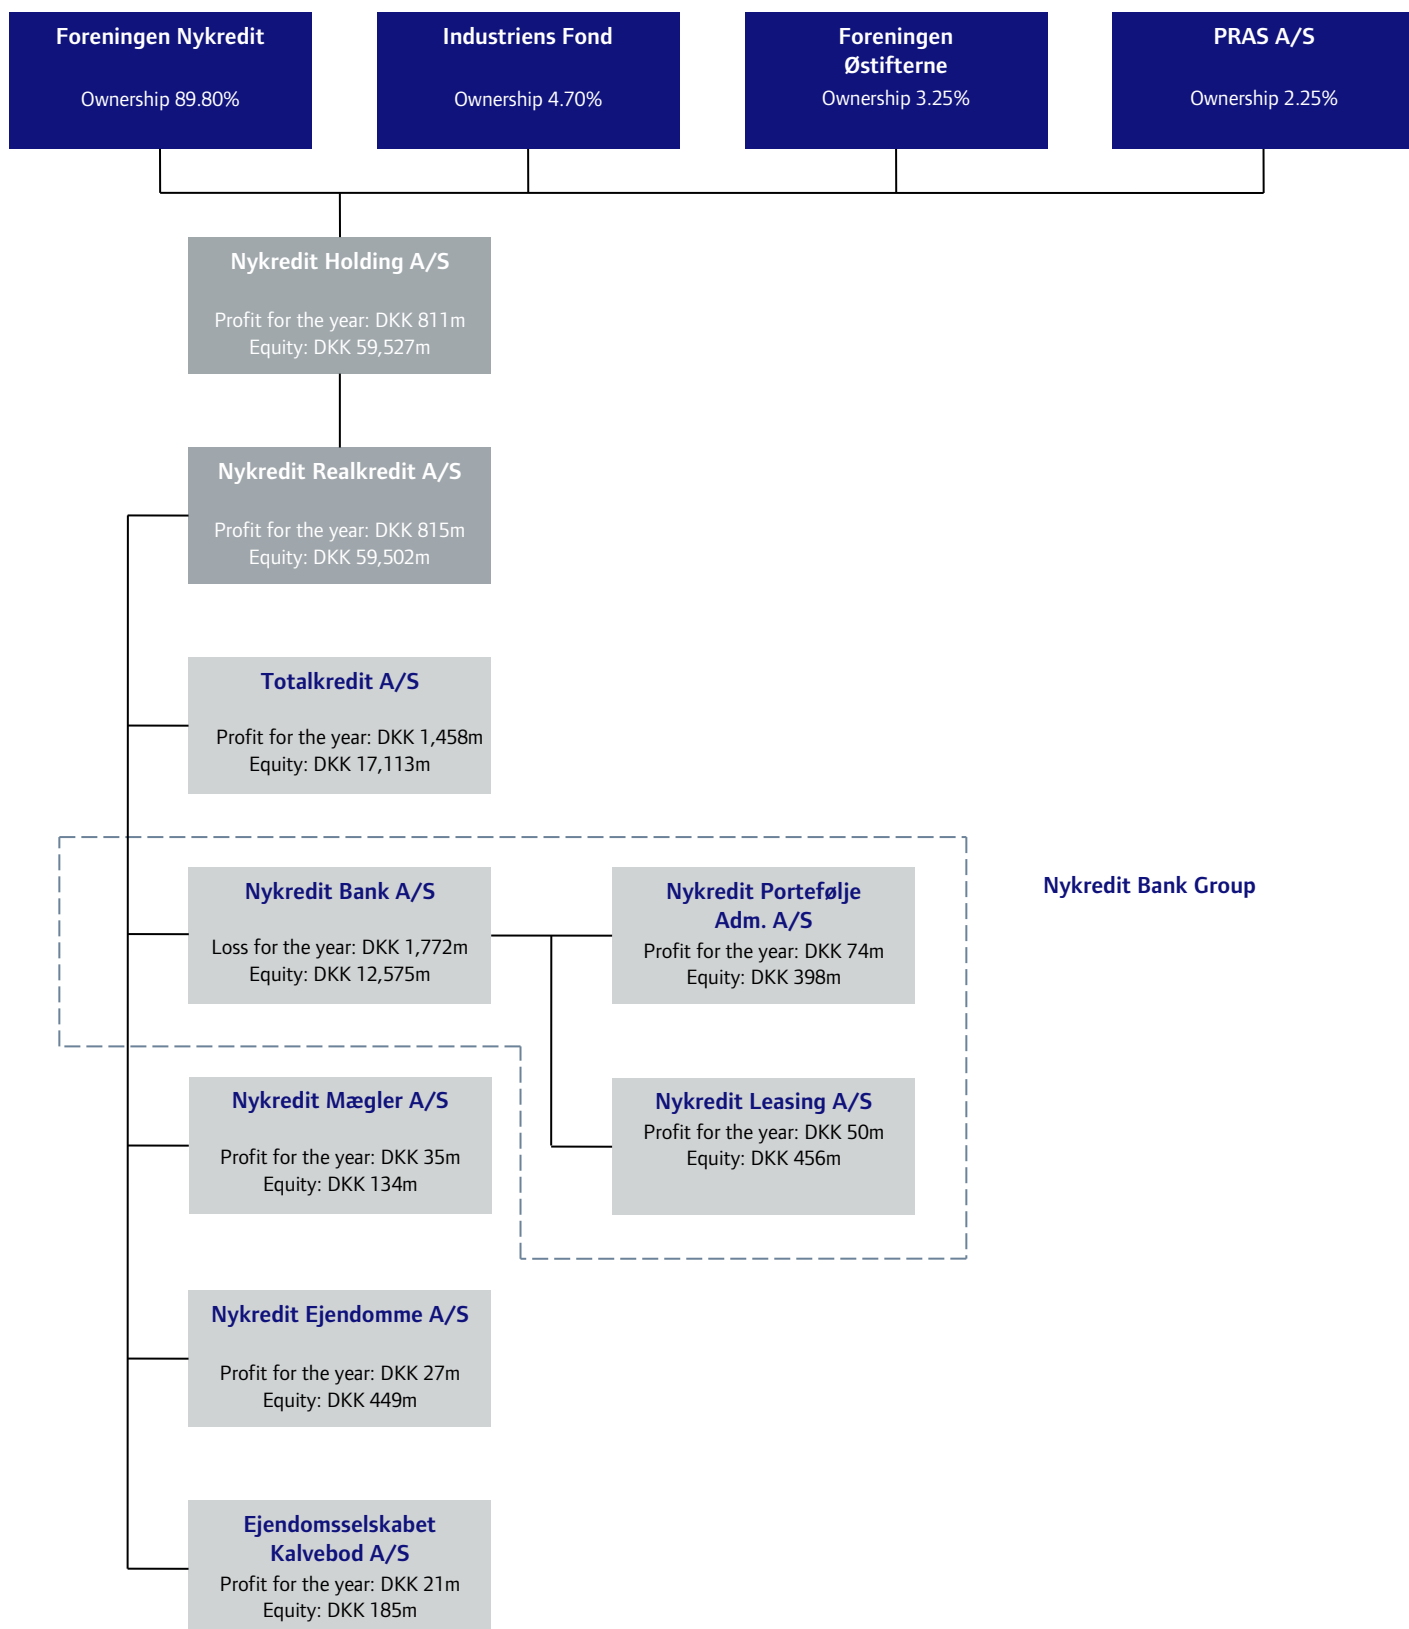 Foreningen Nykredit
Ownership 89.80%
Industriens Fond
Ownership 4.70%
Foreningen
Østifterne
Ownership 3.25%
PRAS A/S
Ownership 2.25%
Nykredit Holding A/S
Profit for the year: DKK 811m
Equity: DKK 59,527m
Nykredit Realkredit A/S
Profit for the year: DKK 815m
Equity: DKK 59,502m
Totalkredit A/S
Profit for the year: DKK 1,458m
Equity: DKK 17,113m
Nykredit Bank A/S
Loss for the year: DKK 1,772m
Equity: DKK 12,575m
Nykredit Portefølje
Adm. A/S
Profit for the year: DKK 74m
Equity: DKK 398m
Nykredit Bank Group
Nykredit Mægler A/S
Profit for the year: DKK 35m
Equity: DKK 134m
Nykredit Leasing A/S
Profit for the year: DKK 50m
Equity: DKK 456m
Nykredit Ejendomme A/S
Profit for the year: DKK 27m
Equity: DKK 449m
Ejendomsselskabet
Kalvebod A/S
Profit for the year: DKK 21m
Equity: DKK 185m